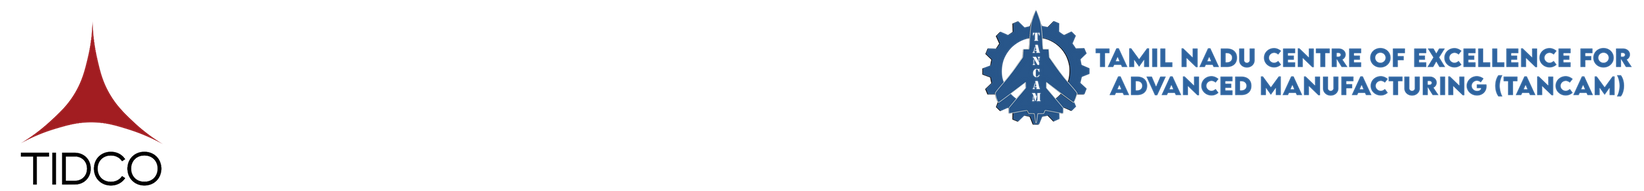 TIDCO
TANCAM
TAMIL NADU CENTRE OF EXCELLENCE FOR
ADVANCED MANUFACTURING (TANCAM)